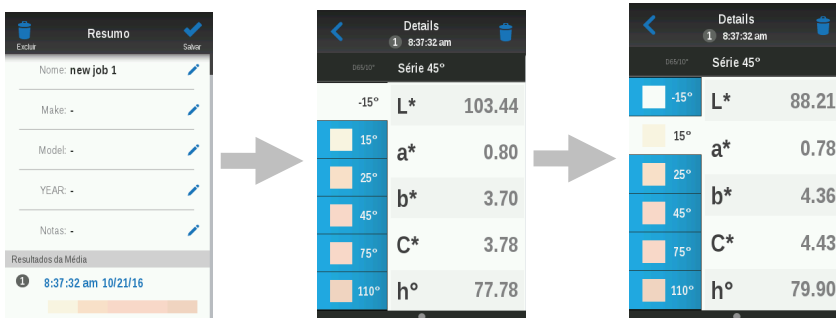 Excluir
Resumo
Salvar
Nome: new job 1
Make: -
Model: -
YEAR: -
Notas: -
Resultados da Média
1 8:37:32 am 10/21/16
Details
1 8:37:32 am
D65/10° Série 45°
-15° L* 103.44
15° a* 0.80
25° b* 3.70
45° C* 3.78
75° h° 77.78
110°
Details
1 8:37:32 am
D65/10° Série 45°
-15° L* 88.21
15° a* 0.78
25° b* 4.36
45° C* 4.43
75° h° 79.90
110°